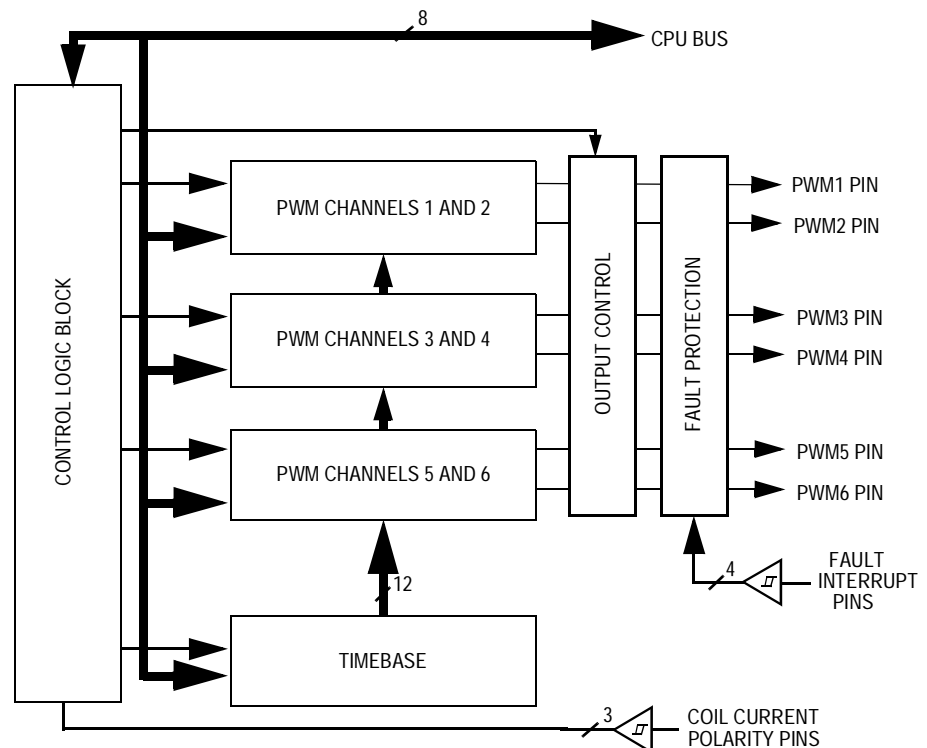 8
CPU BUS
CONTROL LOGIC BLOCK
PWM CHANNELS 1 AND 2
OUTPUT CONTROL
FAULT PROTECTION
PWM1 PIN
PWM2 PIN
PWM CHANNELS 3 AND 4
PWM3 PIN
PWM4 PIN
PWM CHANNELS 5 AND 6
PWM5 PIN
PWM6 PIN
4
FAULT
INTERRUPT
PINS
12
TIMEBASE
3
COIL CURRENT
POLARITY PINS